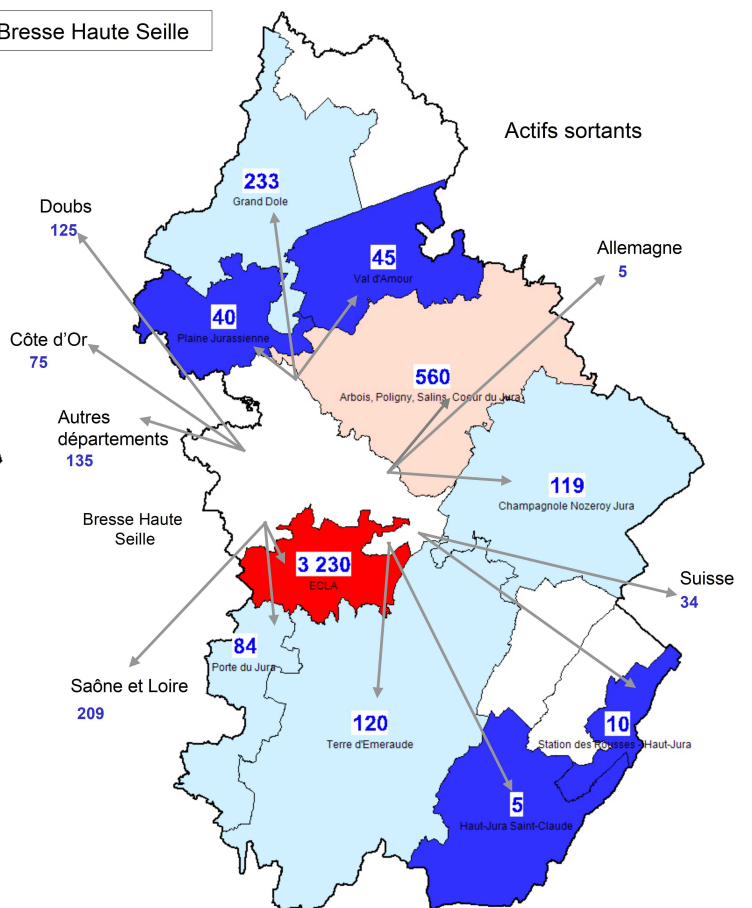 Bresse Haute Seille
Actifs sortants
233
Grand Dole
Doubs
125
45
Val d'Amour
Allemagne
5
40
Plaine Jurassienne
Côte d'Or
75
560
Arbois, Poligny, Salins, Coeur du Jura
Autres
départements
135
119
Champagnole Nozeroy Jura
Bresse Haute
Seille
3 230
ECLA
Suisse
34
84
Porte du Jura
Saône et Loire
209
120
Terre d'Emeraude
10
Station des Rousses - Haut-Jura
5
Haut-Jura Saint-Claude